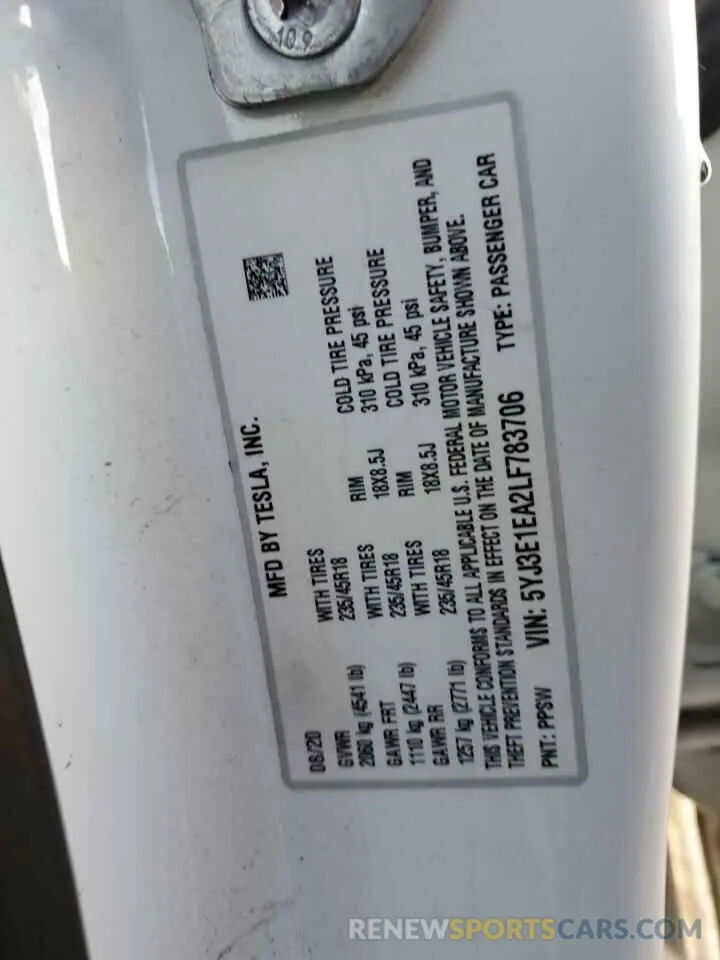 10.9
MFD BY TESLA, INC.
08/20
GVWR WITH TIRES RIM COLD TIRE PRESSURE
2060 kg (4541 lb) 235/45R18 18X8.5J 310 kPa, 45 psi
GAWR FRT WITH TIRES RIM COLD TIRE PRESSURE
1110 kg (2447 lb) 235/45R18 18X8.5J 310 kPa, 45 psi
GAWR RR WITH TIRES
1257 kg (2771 lb) 235/45R18
THIS VEHICLE CONFORMS TO ALL APPLICABLE U.S. FEDERAL MOTOR VEHICLE SAFETY, BUMPER, AND
THEFT PREVENTION STANDARDS IN EFFECT ON THE DATE OF MANUFACTURE SHOWN ABOVE.
PNT: PPSW VIN: 5YJ3E1EA2LF783706 TYPE: PASSENGER CAR
RENEWSPORTSCARS.COM